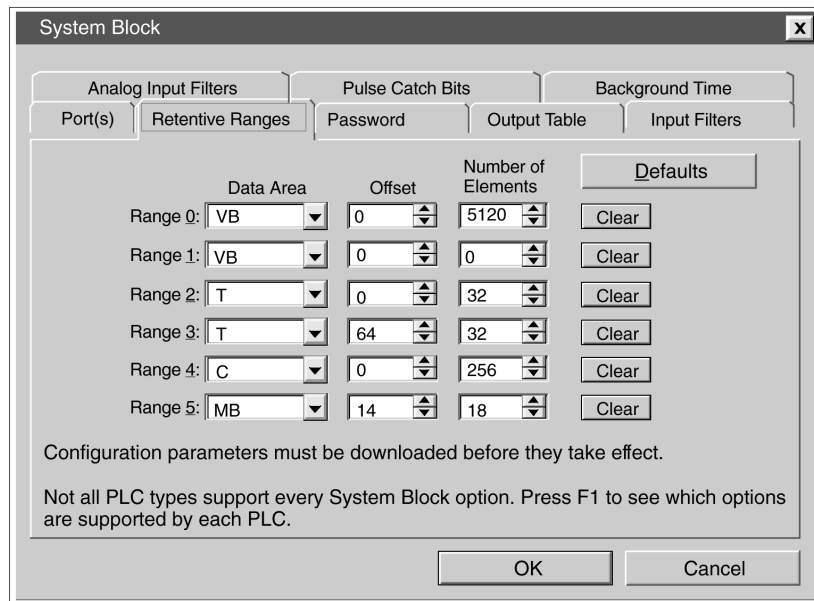 System Block
x
Analog Input Filters Pulse Catch Bits Background Time
Port(s) Retentive Ranges Password Output Table Input Filters
Data Area Offset Number of Elements Defaults
Range 0: VB 0 5120 Clear
Range 1: VB 0 0 Clear
Range 2: T 0 32 Clear
Range 3: T 64 32 Clear
Range 4: C 0 256 Clear
Range 5: MB 14 18 Clear
Configuration parameters must be downloaded before they take effect.
Not all PLC types support every System Block option. Press F1 to see which options
are supported by each PLC.
OK Cancel